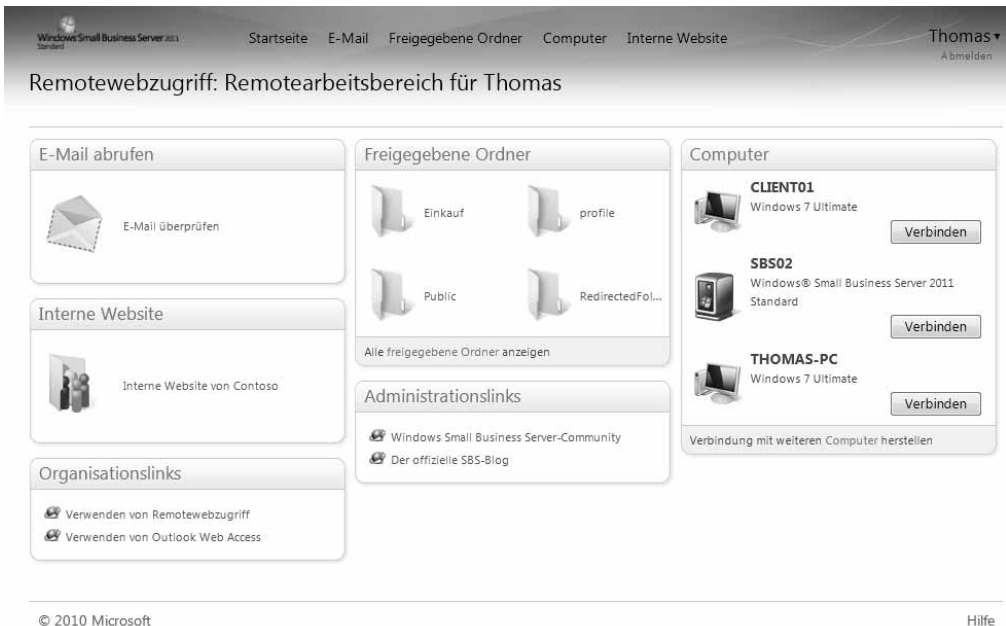 Windows Small Business Server 2011
Standard
Startseite E-Mail Freigegebene Ordner Computer Interne Website
Thomas
Abmelden
Remotewebzugriff: Remotearbeitsbereich für Thomas
E-Mail abrufen
E-Mail überprüfen
Interne Website
Interne Website von Contoso
Organisationslinks
Verwenden von Remotewebzugriff
Verwenden von Outlook Web Access
Freigegebene Ordner
Einkauf profile
Public RedirectedFol...
Alle freigegebene Ordner anzeigen
Administrationslinks
Windows Small Business Server-Community
Der offizielle SBS-Blog
Computer
CLIENT01
Windows 7 Ultimate
Verbinden
SBS02
Windows® Small Business Server 2011
Standard
Verbinden
THOMAS-PC
Windows 7 Ultimate
Verbinden
Verbindung mit weiteren Computer herstellen
© 2010 Microsoft
Hilfe